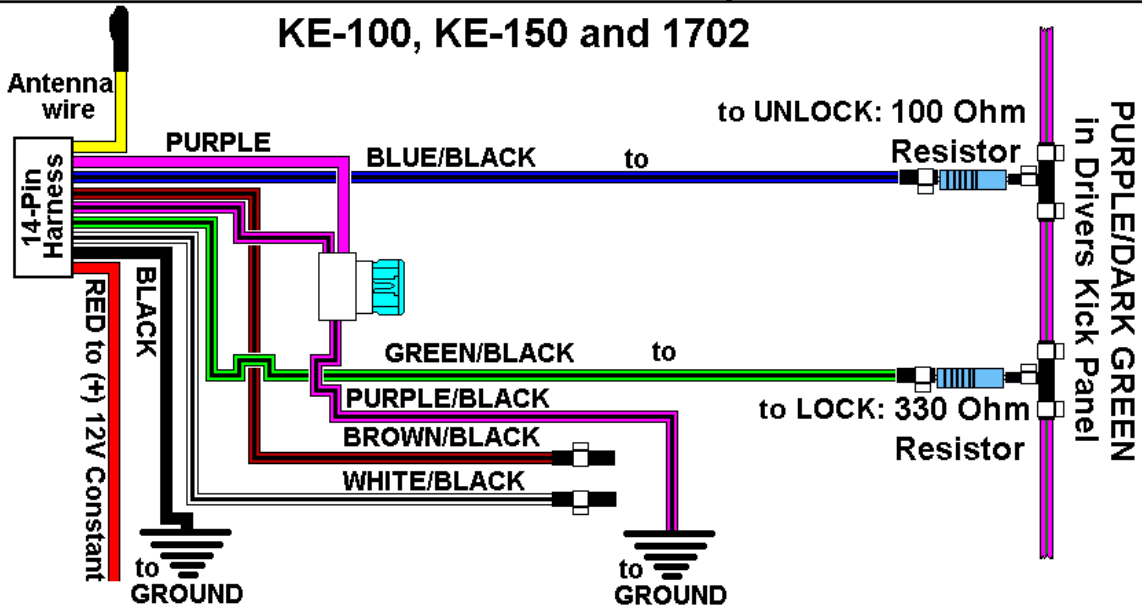 KE-100, KE-150 and 1702
Antenna
wire
14-Pin
Harness
PURPLE
BLUE/BLACK to
to UNLOCK: 100 Ohm
Resistor
PURPLE/DARK GREEN
in Drivers Kick Panel
BLACK
RED to (+) 12V Constant
GREEN/BLACK to
PURPLE/BLACK
to LOCK: 330 Ohm
Resistor
BROWN/BLACK
WHITE/BLACK
to
GROUND
to
GROUND